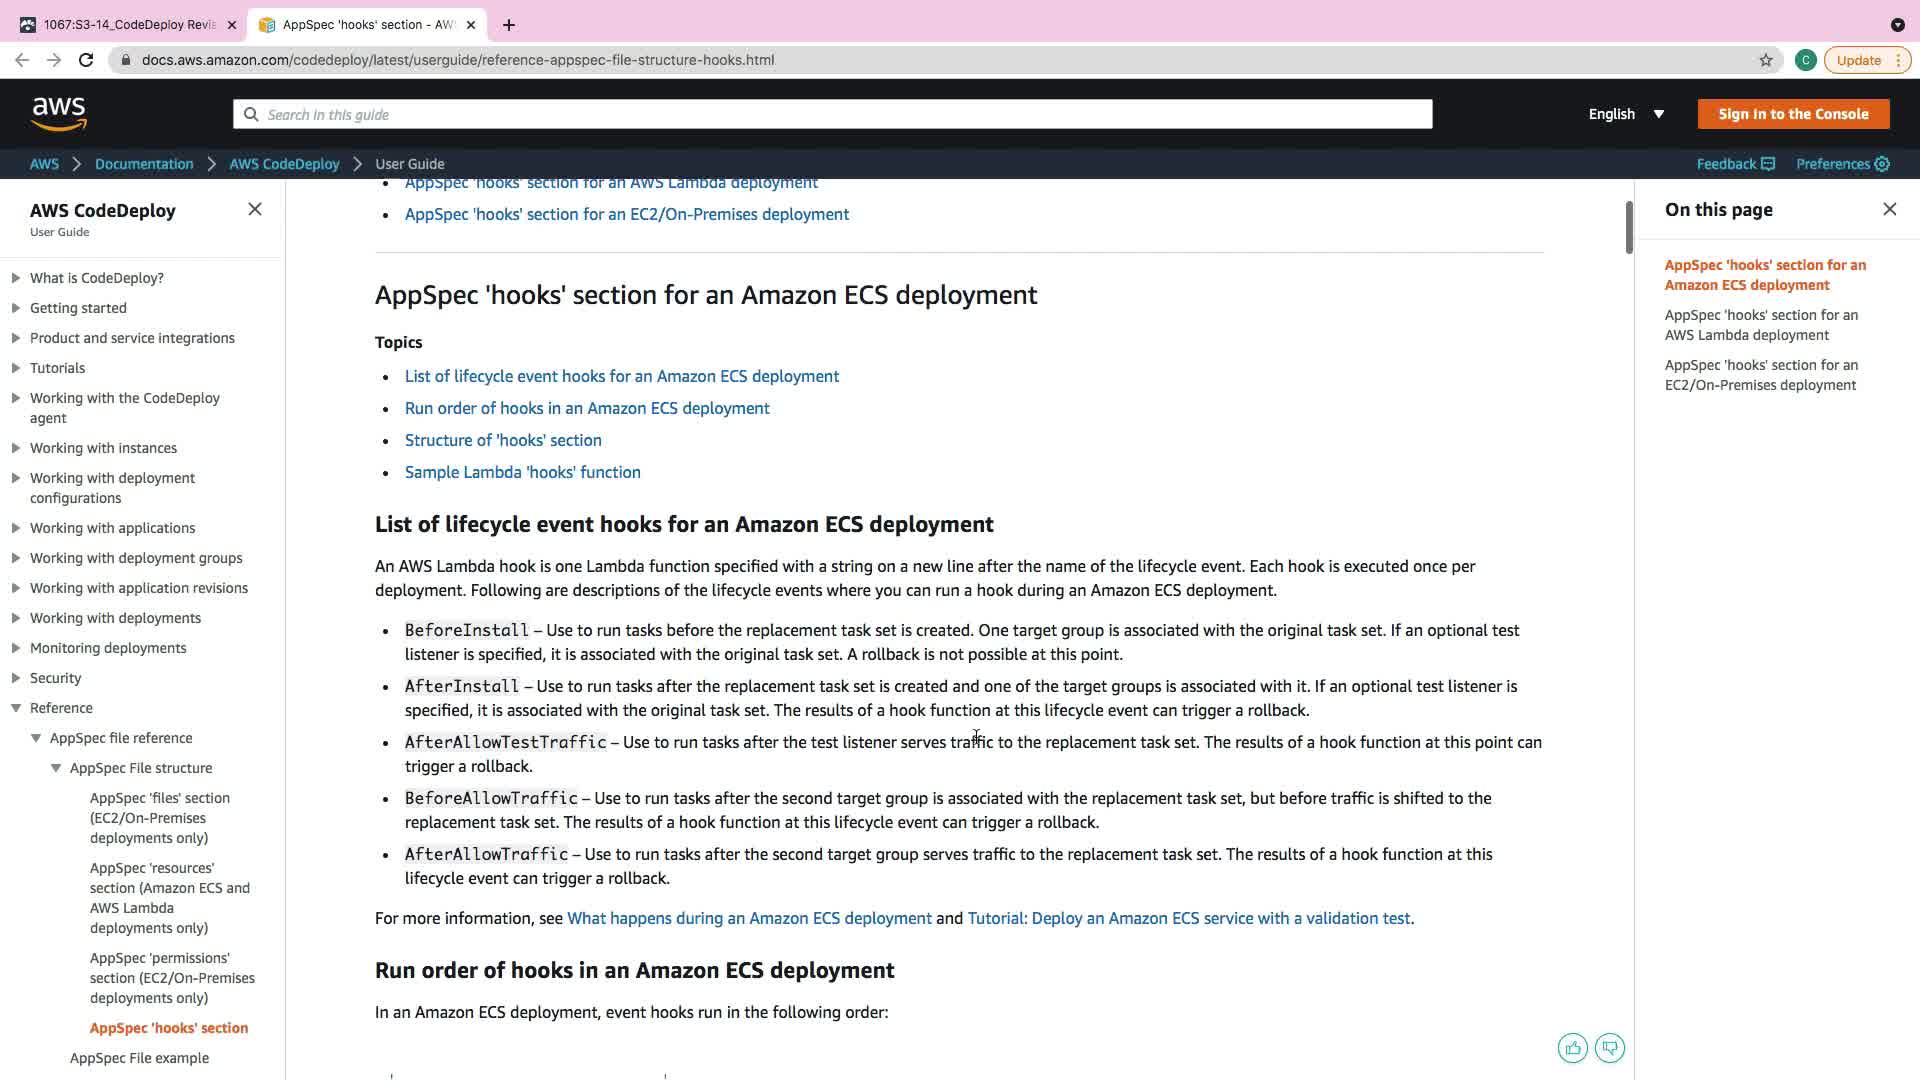 1067:S3-14_CodeDeploy Revis
AppSpec 'hooks' section - AWS
docs.aws.amazon.com/codedeploy/latest/userguide/reference-appspec-file-structure-hooks.html
C
Update
aws
Search in this guide
English
Sign In to the Console
AWS
Documentation
AWS CodeDeploy
User Guide
Feedback
Preferences
AWS CodeDeploy
User Guide
What is CodeDeploy?
Getting started
Product and service integrations
Tutorials
Working with the CodeDeploy
agent
Working with instances
Working with deployment
configurations
Working with applications
Working with deployment groups
Working with application revisions
Working with deployments
Monitoring deployments
Security
Reference
AppSpec file reference
AppSpec File structure
AppSpec 'files' section
(EC2/On-Premises
deployments only)
AppSpec 'resources'
section (Amazon ECS and
AWS Lambda
deployments only)
AppSpec 'permissions'
section (EC2/On-Premises
deployments only)
AppSpec 'hooks' section
AppSpec File example
AppSpec 'hooks' section for an AWS Lambda deployment
AppSpec 'hooks' section for an EC2/On-Premises deployment
AppSpec 'hooks' section for an Amazon ECS deployment
Topics
List of lifecycle event hooks for an Amazon ECS deployment
Run order of hooks in an Amazon ECS deployment
Structure of 'hooks' section
Sample Lambda 'hooks' function
List of lifecycle event hooks for an Amazon ECS deployment
An AWS Lambda hook is one Lambda function specified with a string on a new line after the name of the lifecycle event. Each hook is executed once per
deployment. Following are descriptions of the lifecycle events where you can run a hook during an Amazon ECS deployment.
BeforeInstall – Use to run tasks before the replacement task set is created. One target group is associated with the original task set. If an optional test
listener is specified, it is associated with the original task set. A rollback is not possible at this point.
AfterInstall – Use to run tasks after the replacement task set is created and one of the target groups is associated with it. If an optional test listener is
specified, it is associated with the original task set. The results of a hook function at this lifecycle event can trigger a rollback.
AfterAllowTestTraffic – Use to run tasks after the test listener serves traffic to the replacement task set. The results of a hook function at this point can
trigger a rollback.
BeforeAllowTraffic – Use to run tasks after the second target group is associated with the replacement task set, but before traffic is shifted to the
replacement task set. The results of a hook function at this lifecycle event can trigger a rollback.
AfterAllowTraffic – Use to run tasks after the second target group serves traffic to the replacement task set. The results of a hook function at this
lifecycle event can trigger a rollback.
For more information, see What happens during an Amazon ECS deployment and Tutorial: Deploy an Amazon ECS service with a validation test.
Run order of hooks in an Amazon ECS deployment
In an Amazon ECS deployment, event hooks run in the following order:
On this page
AppSpec 'hooks' section for an
Amazon ECS deployment
AppSpec 'hooks' section for an
AWS Lambda deployment
AppSpec 'hooks' section for an
EC2/On-Premises deployment